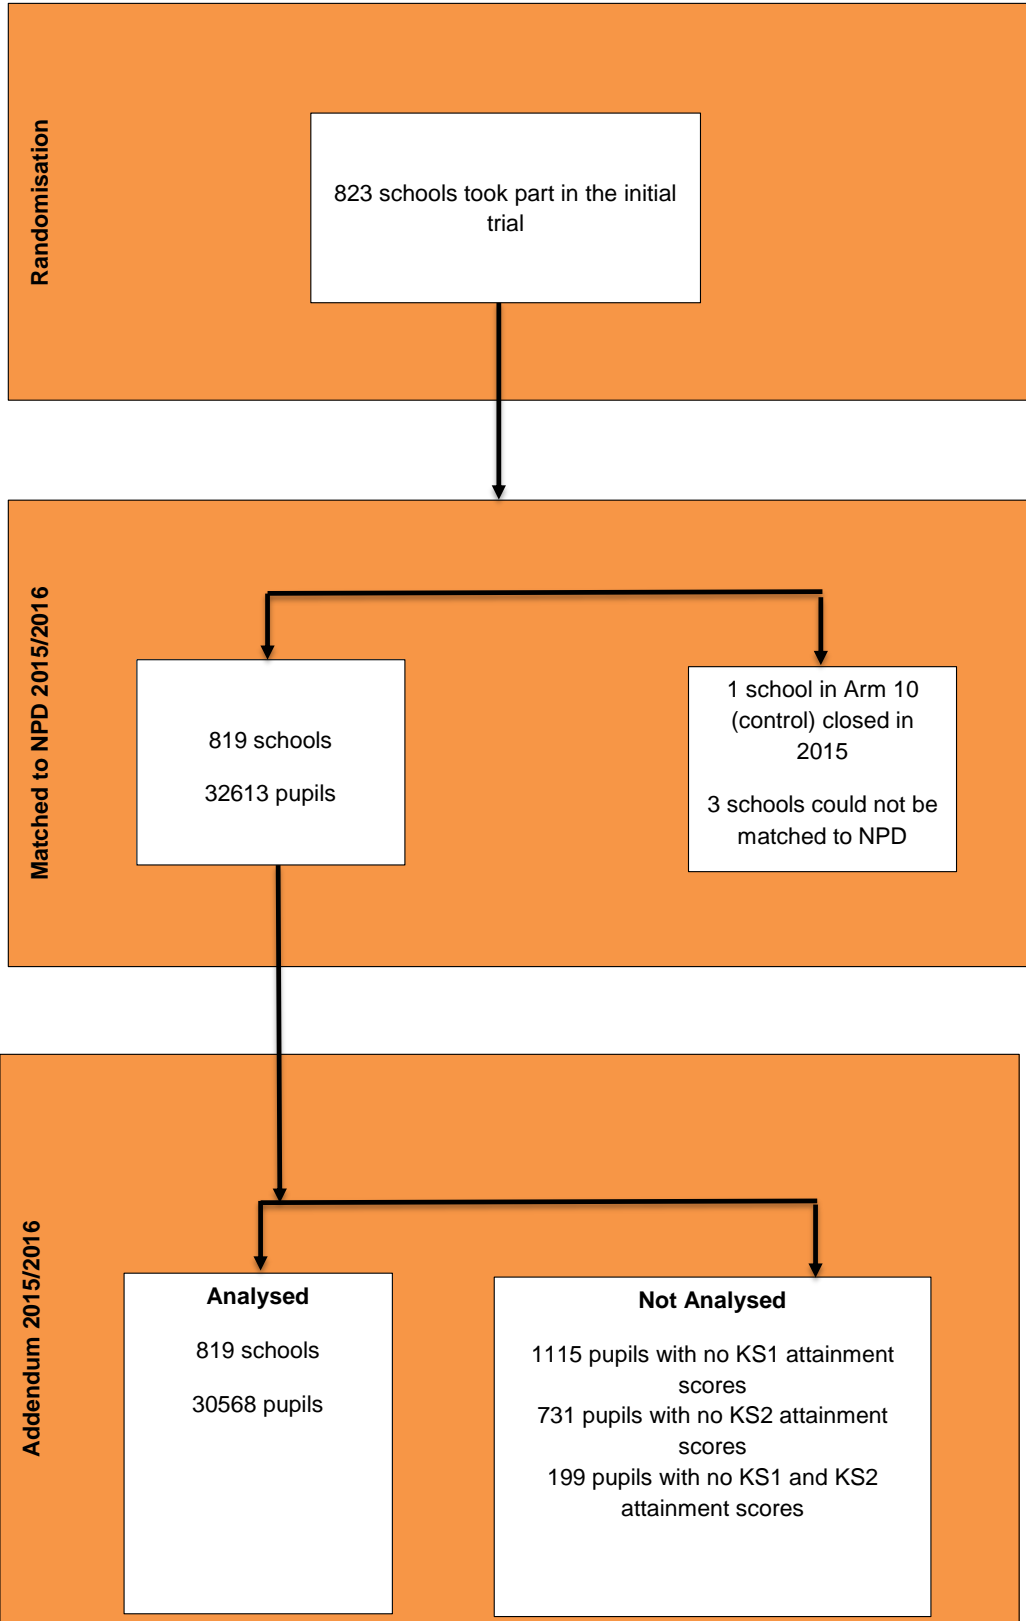 Randomisation
823 schools took part in the initial
trial
Matched to NPD 2015/2016
819 schools
32613 pupils
1 school in Arm 10
(control) closed in
2015
3 schools could not be
matched to NPD
Addendum 2015/2016
Analysed
819 schools
30568 pupils
Not Analysed
1115 pupils with no KS1 attainment
scores
731 pupils with no KS2 attainment
scores
199 pupils with no KS1 and KS2
attainment scores